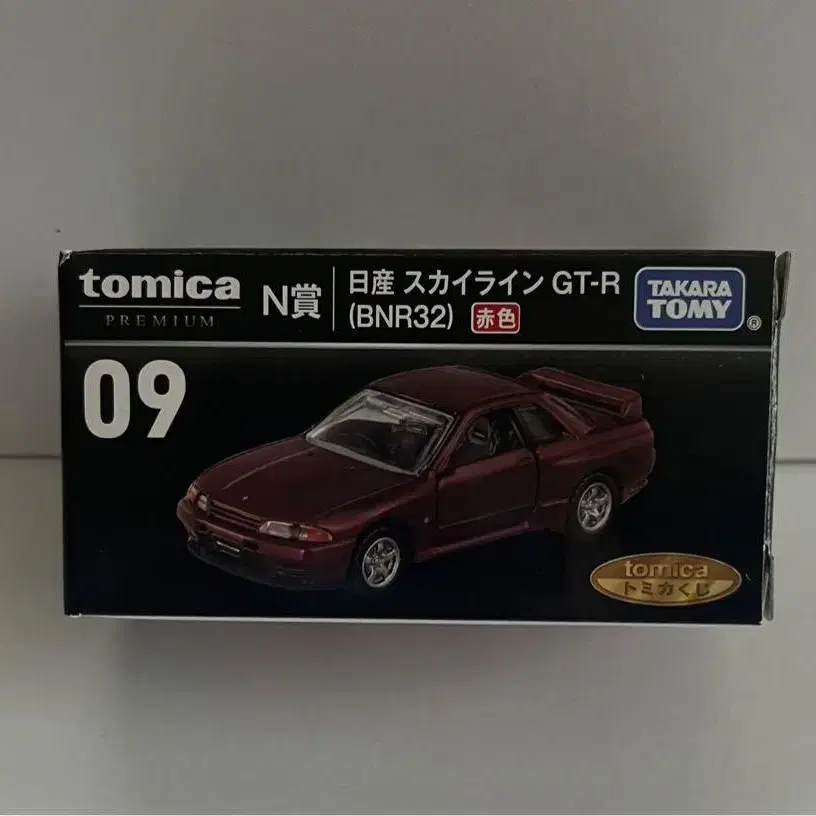 tomica
PREMIUM
N賞
日産 スカイライン GT-R
(BNR32) 赤色
TAKARA
TOMY®
09
tomica
トミカくじ